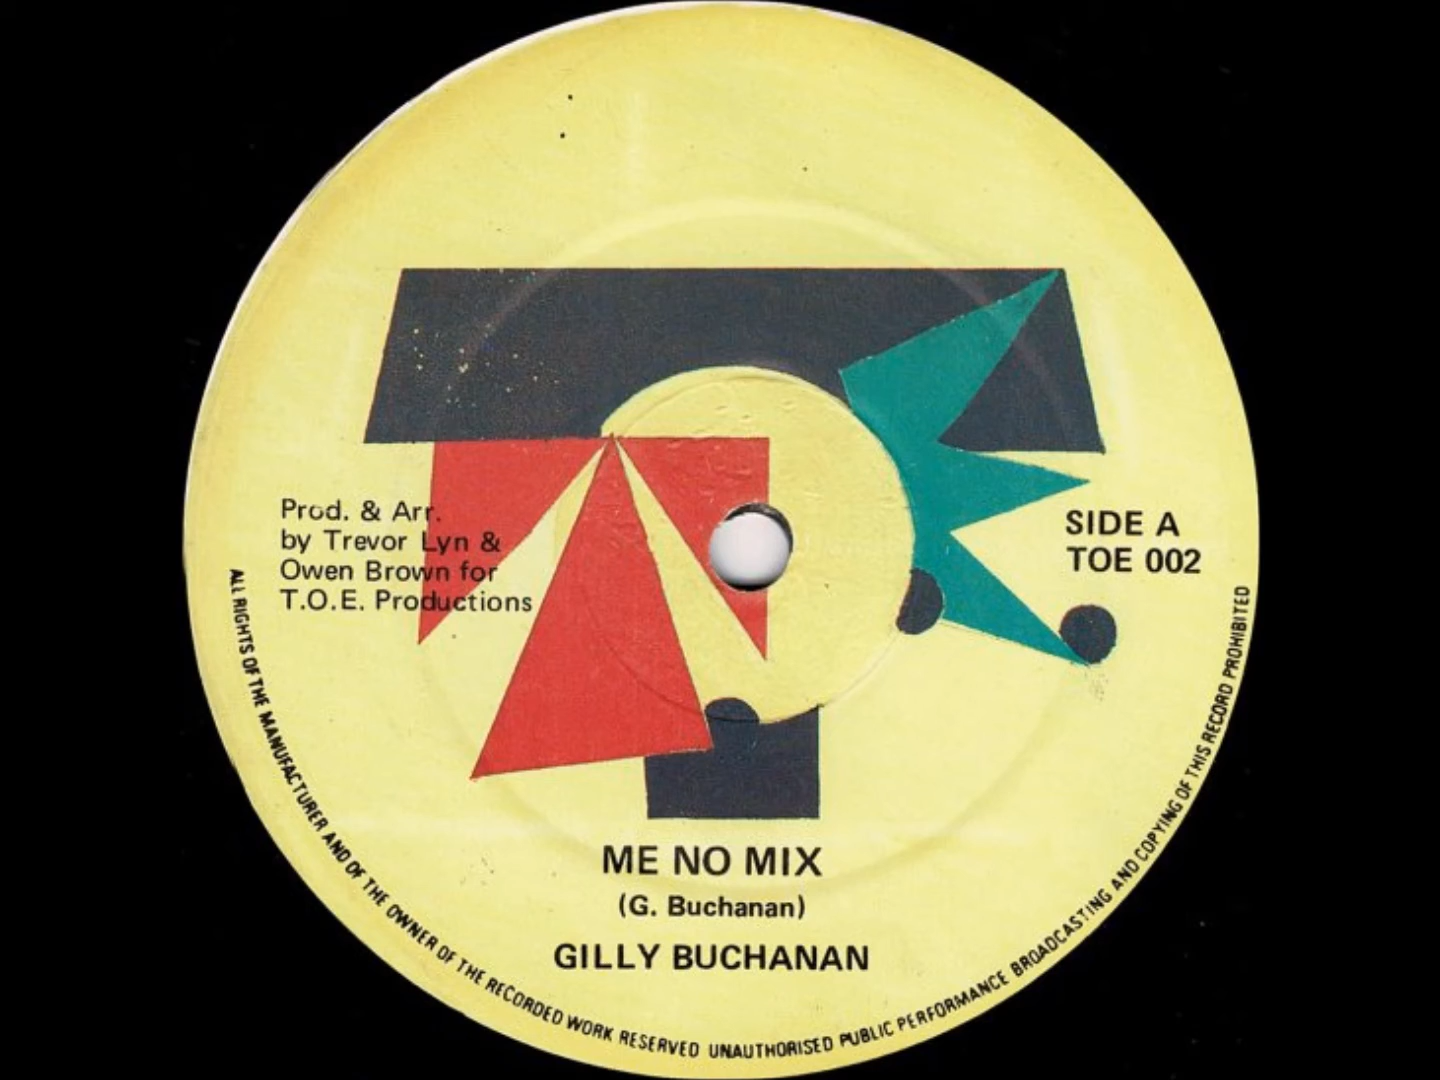 Prod. & Arr.
by Trevor Lyn &
Owen Brown for
T.O.E. Productions
SIDE A
TOE 002
ME NO MIX
(G. Buchanan)
GILLY BUCHANAN
ALL RIGHTS OF THE MANUFACTURER AND OF THE OWNER OF THE RECORDED WORK RESERVED UNAUTHORISED PUBLIC PERFORMANCE BROADCASTING AND COPYING OF THIS RECORD PROHIBITED